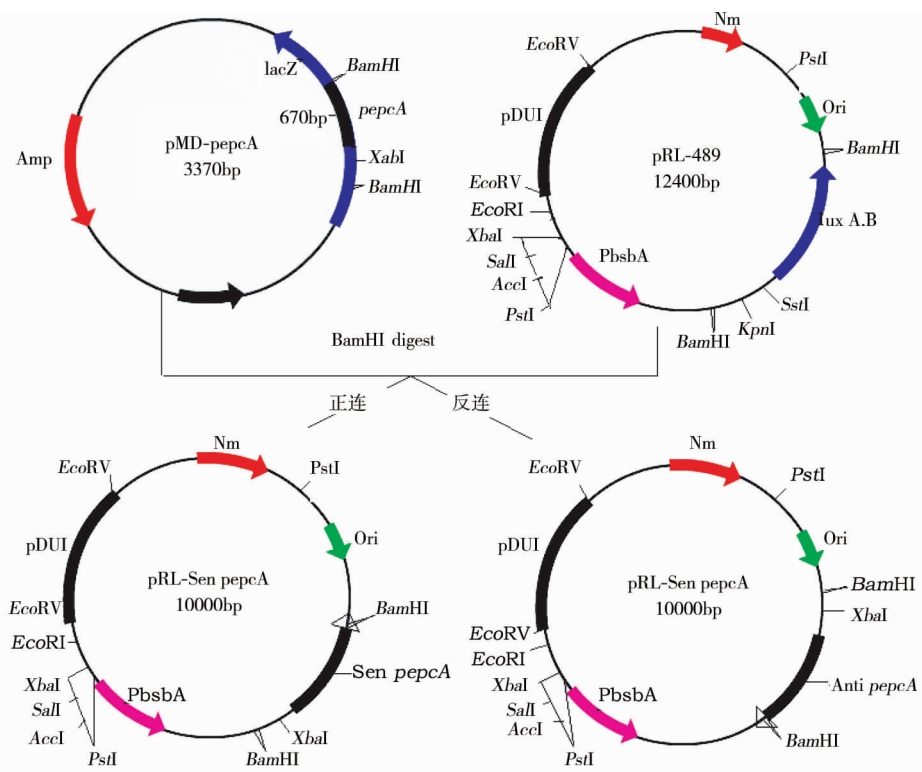 lacZ
BamHI
pepcA
670bp
pMD-pepcA
3370bp
Amp
XabI
BamHI
Nm
EcoRV
PstI
pDUI
Ori
pRL-489
12400bp
BamHI
EcoRV
EcoRI
lux A.B
XbaI
PbsbA
SalI
AccI
SstI
PstI
KpnI
BamHI
BamHI digest
正连
反连
Nm
EcoRV
PstI
pDUI
Ori
pRL-Sen pepcA
10000bp
BamHI
EcoRV
EcoRI
Sen pepcA
XbaI
PbsbA
SalI
AccI
XbaI
PstI
BamHI
Nm
EcoRV
PstI
pDUI
Ori
pRL-Sen pepcA
10000bp
BamHI
XbaI
EcoRV
EcoRI
XbaI
PbsbA
Anti pepcA
SalI
AccI
BamHI
PstI